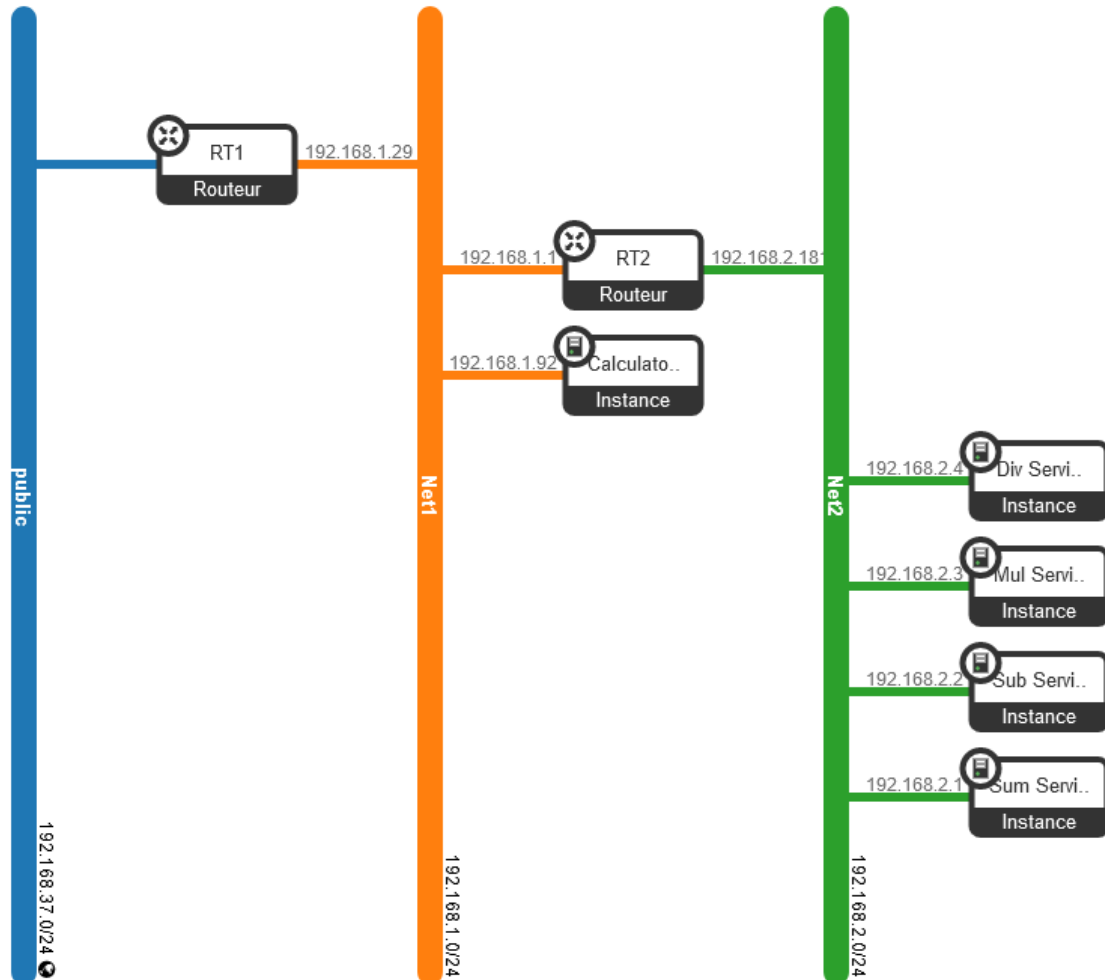 RT1
Routeur
192.168.1.29
192.168.1.1
RT2
Routeur
192.168.2.181
192.168.1.92
Calculato..
Instance
public
Net1
Net2
192.168.2.4
Div Servi..
Instance
192.168.2.3
Mul Servi..
Instance
192.168.2.2
Sub Servi..
Instance
192.168.2.1
Sum Servi..
Instance
192.168.37.0/24
192.168.1.0/24
192.168.2.0/24